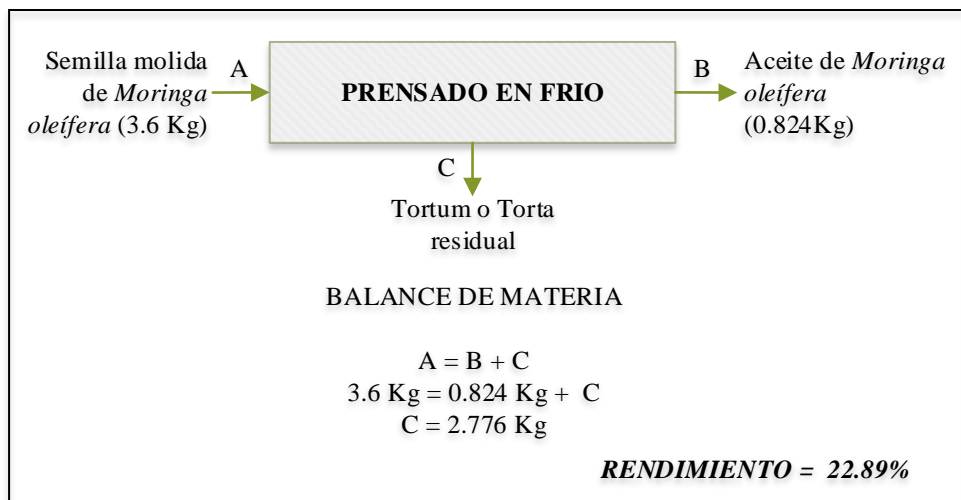 Semilla molida
de Moringa
oleífera (3.6 Kg)
A
PRENSADO EN FRIO
B
Aceite de Moringa
oleífera
(0.824Kg)
C
Tortum o Torta
residual
BALANCE DE MATERIA
A = B + C
3.6 Kg = 0.824 Kg + C
C = 2.776 Kg
RENDIMIENTO = 22.89%